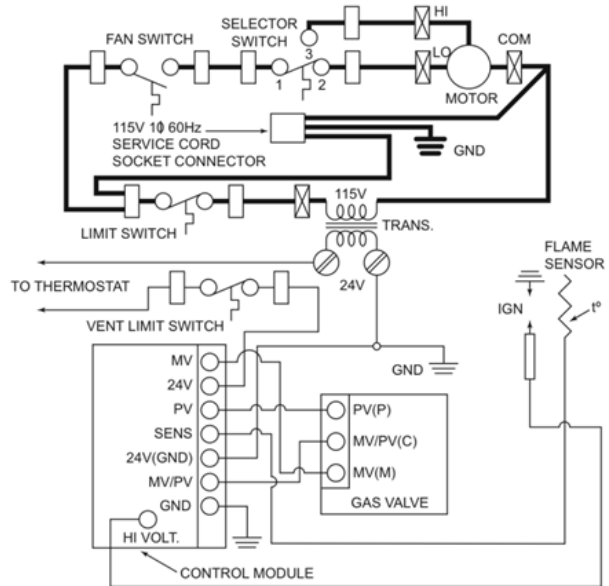 HI
SELECTOR
SWITCH
FAN SWITCH
3
LO
COM
1
2
MOTOR
115V 1Ø 60Hz
SERVICE CORD
SOCKET CONNECTOR
GND
115V
LIMIT SWITCH
TRANS.
FLAME
SENSOR
TO THERMOSTAT
24V
IGN
t°
VENT LIMIT SWITCH
MV
GND
24V
PV
PV(P)
SENS
MV/PV(C)
24V(GND)
MV/PV
MV(M)
GND
GAS VALVE
HI VOLT.
CONTROL MODULE